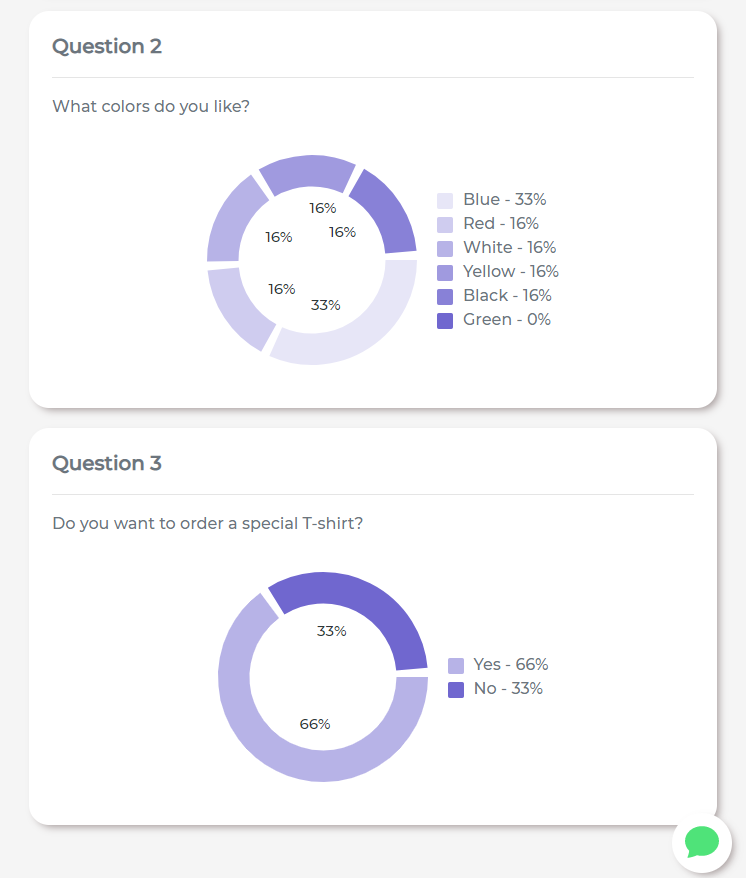 Question 2
What colors do you like?
16%
16%
16%
16%
33%
Blue - 33%
Red - 16%
White - 16%
Yellow - 16%
Black - 16%
Green - 0%
Question 3
Do you want to order a special T-shirt?
33%
66%
Yes - 66%
No - 33%